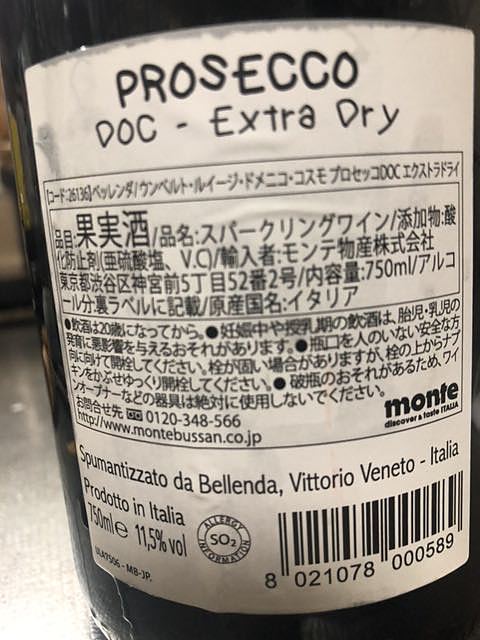 PROSECCO
DOC - Extra Dry
【コード:26136】ベッレンダ/ウンベルト・ルイージ・ドメニコ・コスモ プロセッコDOC エクストラドライ
品目:果実酒/品名:スパークリングワイン/添加物:酸
化防止剤(亜硫酸塩、V.C)/輸入者:モンテ物産株式会社
東京都渋谷区神宮前5丁目52番2号/内容量:750ml/アルコ
ール分:裏ラベルに記載/原産国名:イタリア
●飲酒は20歳になってから。●妊娠中や授乳期の飲酒は、胎児・乳児の
発育に悪影響を与えるおそれがあります。●瓶口を人のいない安全な方
向に向けて開栓してください。栓が固い場合がありますが、栓の上からナプ
キンをかぶせゆっくり開栓してください。●破瓶のおそれがあるため、ワイ
ンオープナーなどの器具は絶対に使用しないでください。
お問合せ先 0120-348-566
http://www.montebussan.co.jp
monte
discover & taste ITALIA
Spumantizzato da Bellenda, Vittorio Veneto - Italia
Prodotto in Italia
750ml e 11,5% vol
ALLERGY
SO2
INFORMATION
8 021078 000589
ULA7506 - MB-JP.